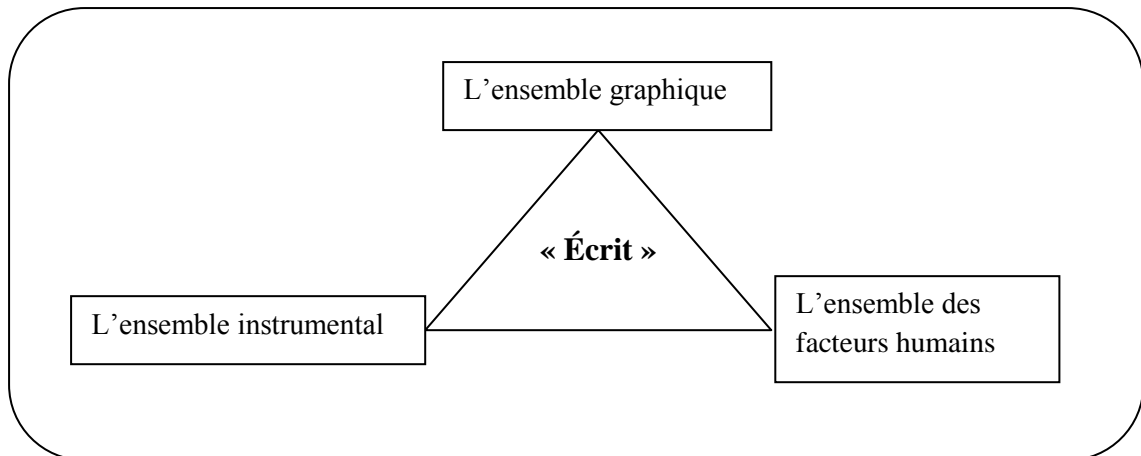 L’ensemble graphique
« Écrit »
L’ensemble instrumental
L’ensemble des
facteurs humains